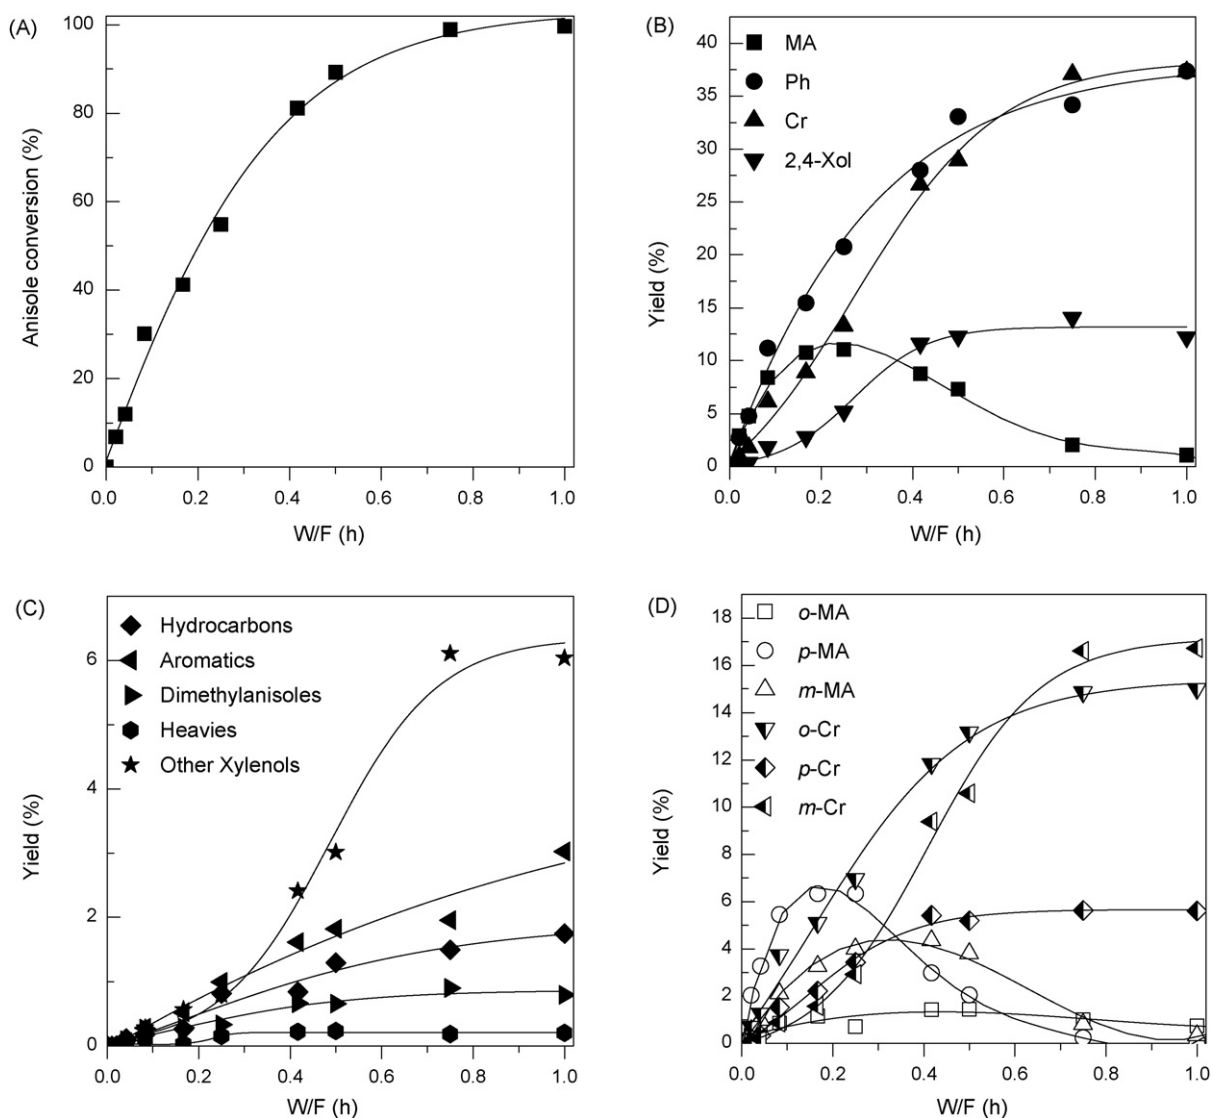 (A)
100
80
60
40
20
0
Anisole conversion (%)
0.0 0.2 0.4 0.6 0.8 1.0
W/F (h)
(B)
MA
Ph
Cr
2,4-Xol
40
35
30
25
20
15
10
5
0
Yield (%)
0.0 0.2 0.4 0.6 0.8 1.0
W/F (h)
(C)
Hydrocarbons
Aromatics
Dimethylanisoles
Heavies
Other Xylenols
6
4
2
0
Yield (%)
0.0 0.2 0.4 0.6 0.8 1.0
W/F (h)
(D)
o-MA
p-MA
m-MA
o-Cr
p-Cr
m-Cr
18
16
14
12
10
8
6
4
2
0
Yield (%)
0.0 0.2 0.4 0.6 0.8 1.0
W/F (h)